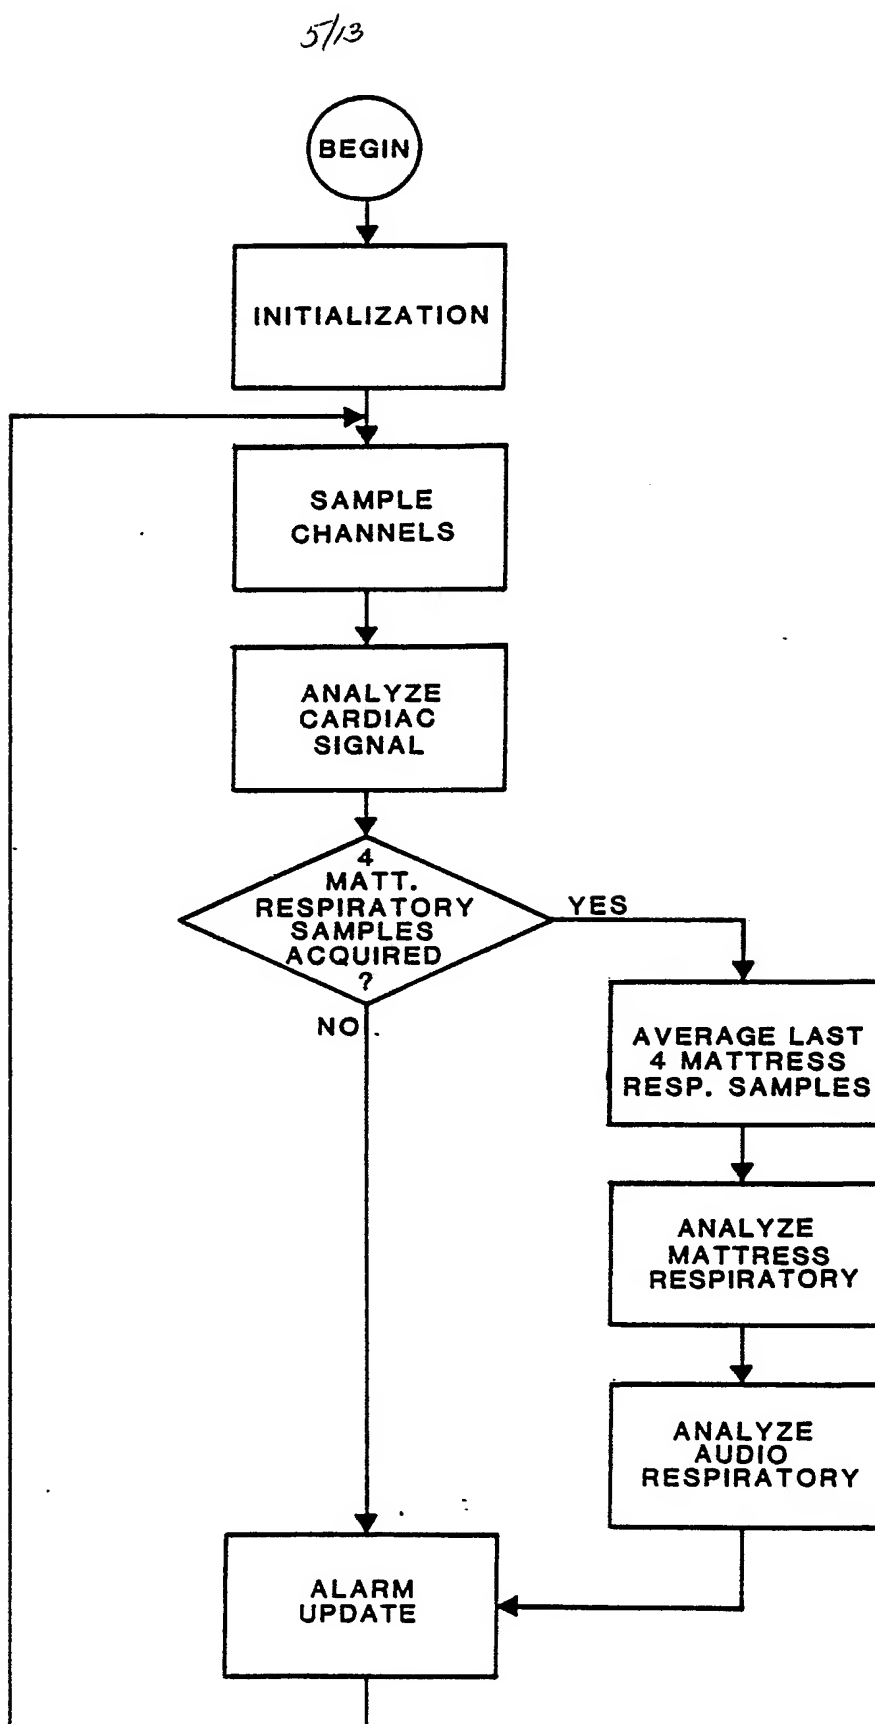 5/13
BEGIN
INITIALIZATION
SAMPLE
CHANNELS
ANALYZE
CARDIAC
SIGNAL
4
MATT.
RESPIRATORY
SAMPLES
ACQUIRED
?
YES
NO
AVERAGE LAST
4 MATTRESS
RESP. SAMPLES
ANALYZE
MATTRESS
RESPIRATORY
ANALYZE
AUDIO
RESPIRATORY
ALARM
UPDATE